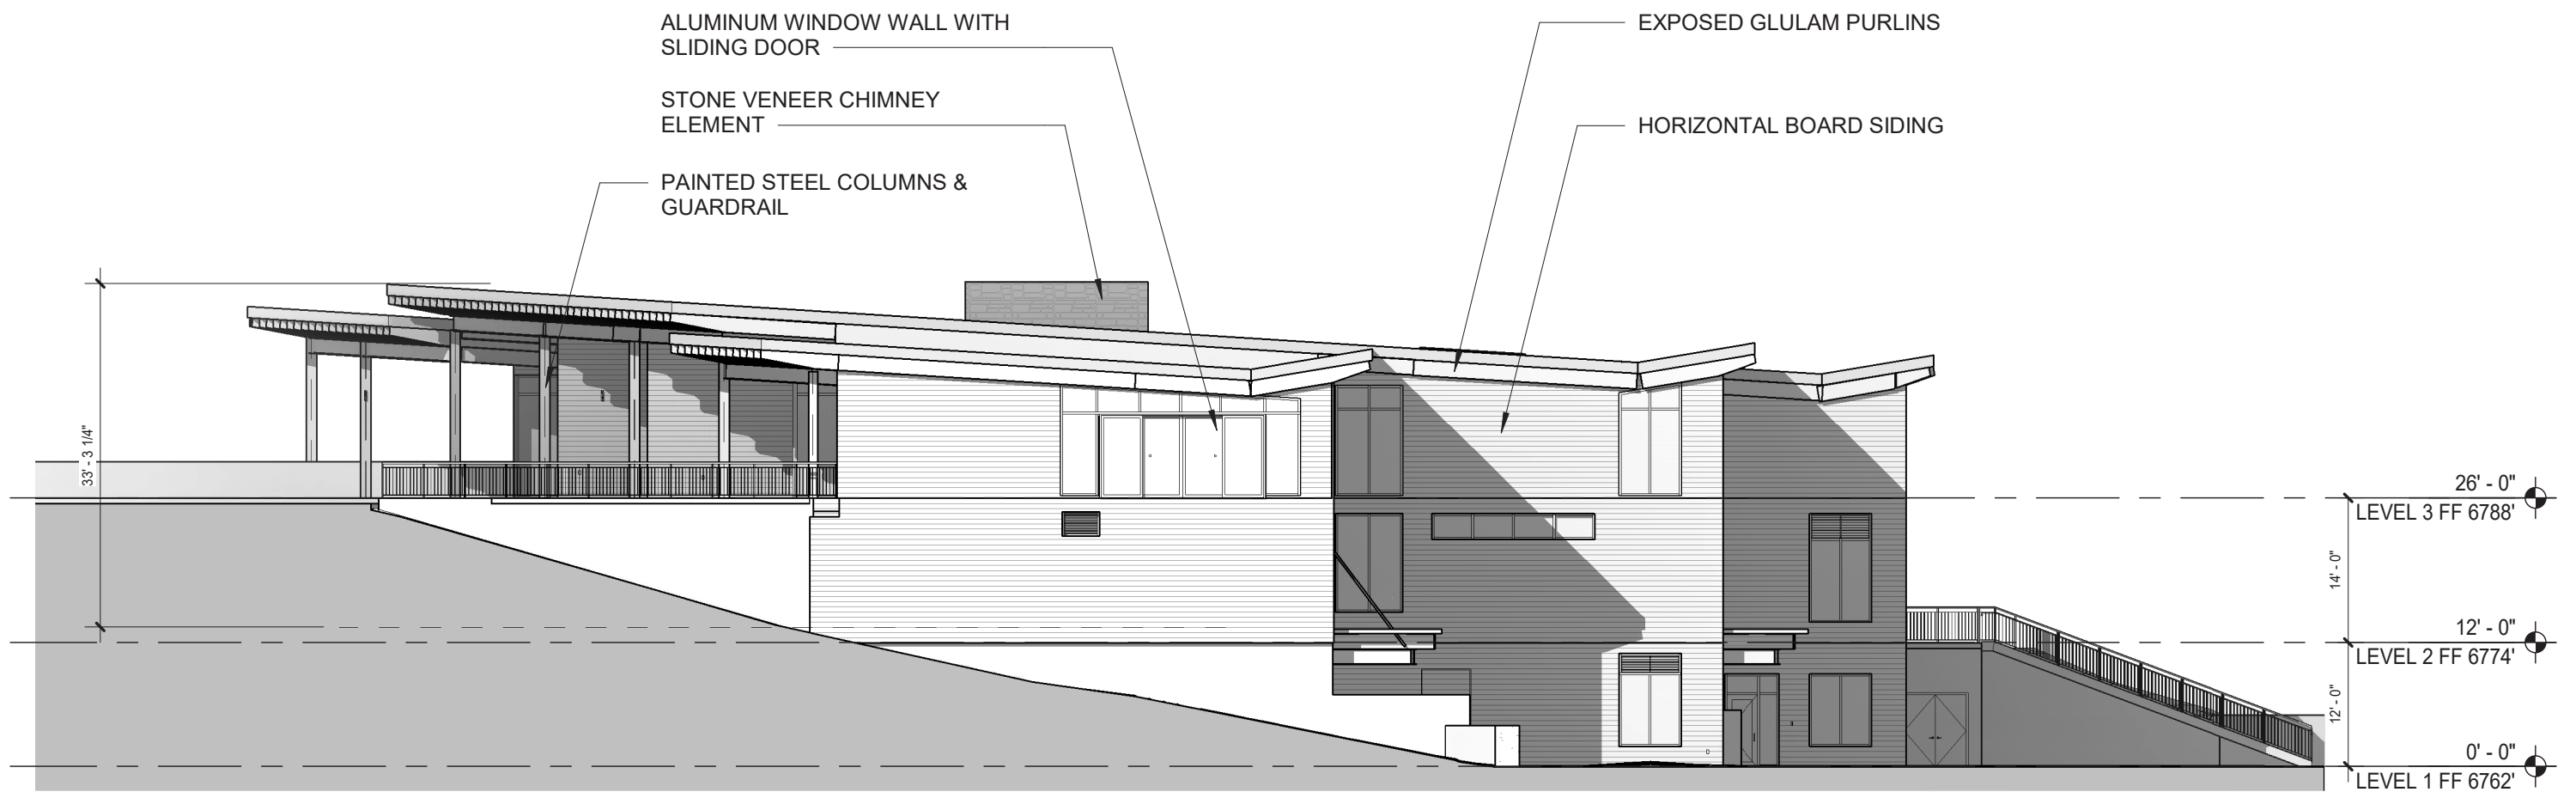 ALUMINUM WINDOW WALL WITH
SLIDING DOOR
STONE VENEER CHIMNEY
ELEMENT
PAINTED STEEL COLUMNS &
GUARDRAIL
EXPOSED GLULAM PURLINS
HORIZONTAL BOARD SIDING
33' - 3 1/4"
26' - 0"
LEVEL 3 FF 6788'
14' - 0"
12' - 0"
LEVEL 2 FF 6774'
12' - 0"
0' - 0"
LEVEL 1 FF 6762'